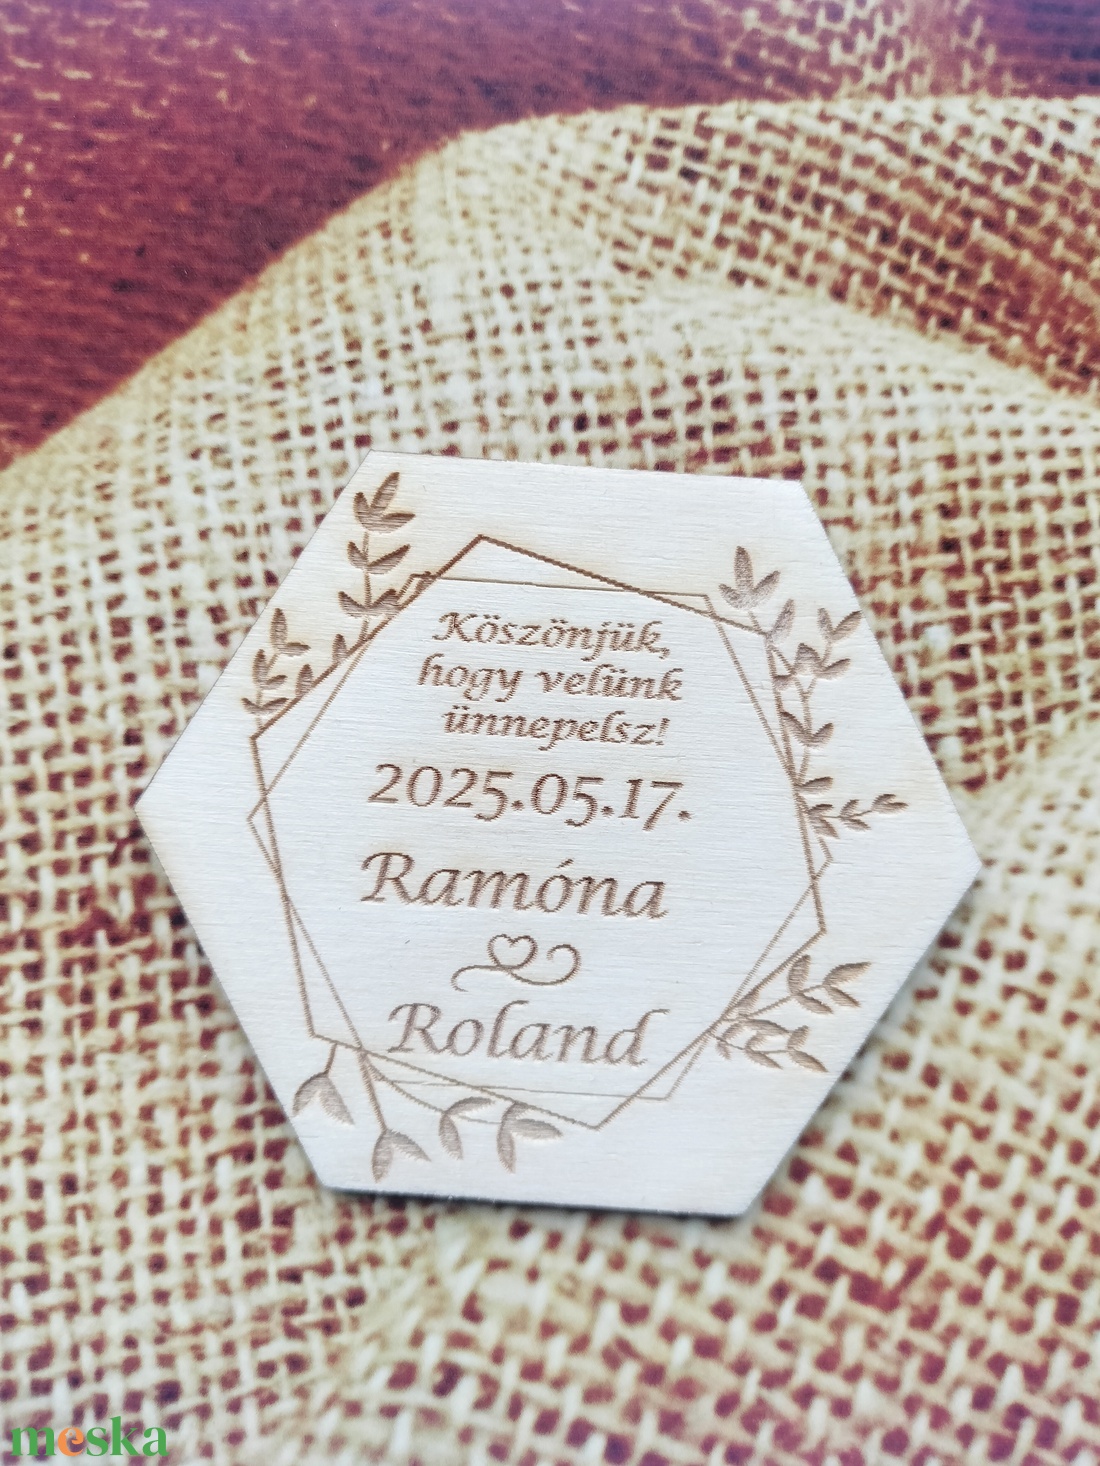 Köszönjük,
hogy velünk
ünnepelsz!
2025.05.17.
Ramóna
Roland
meska